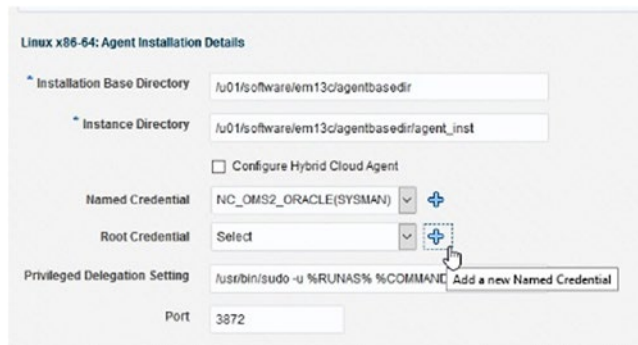 Linux x86-64: Agent Installation Details
* Installation Base Directory /u01/software/em13c/agentbasedir
* Instance Directory /u01/software/em13c/agentbasedir/agent_inst
Configure Hybrid Cloud Agent
Named Credential NC_OMS2_ORACLE(SYSMAN)
Root Credential Select
Privileged Delegation Setting /usr/bin/sudo -u %RUNAS% %COMMAND
Add a new Named Credential
Port 3872